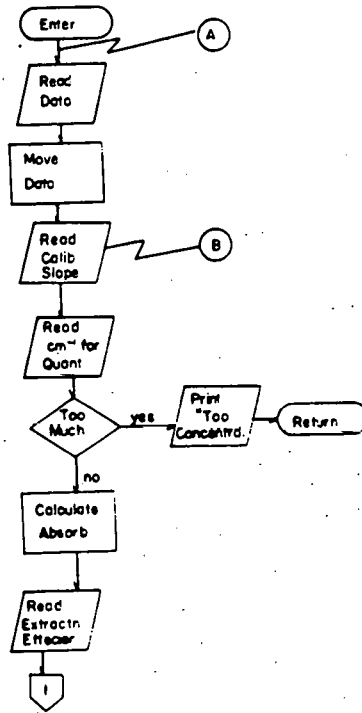 Enter
A
Read
Data
Move
Data
Read
Calib
Slope
B
Read
cm⁻¹ for
Quant
Too
Much
yes
Print
"Too
Concentrd.
Return
no
Calculate
Absorb
Read
Extractn
1